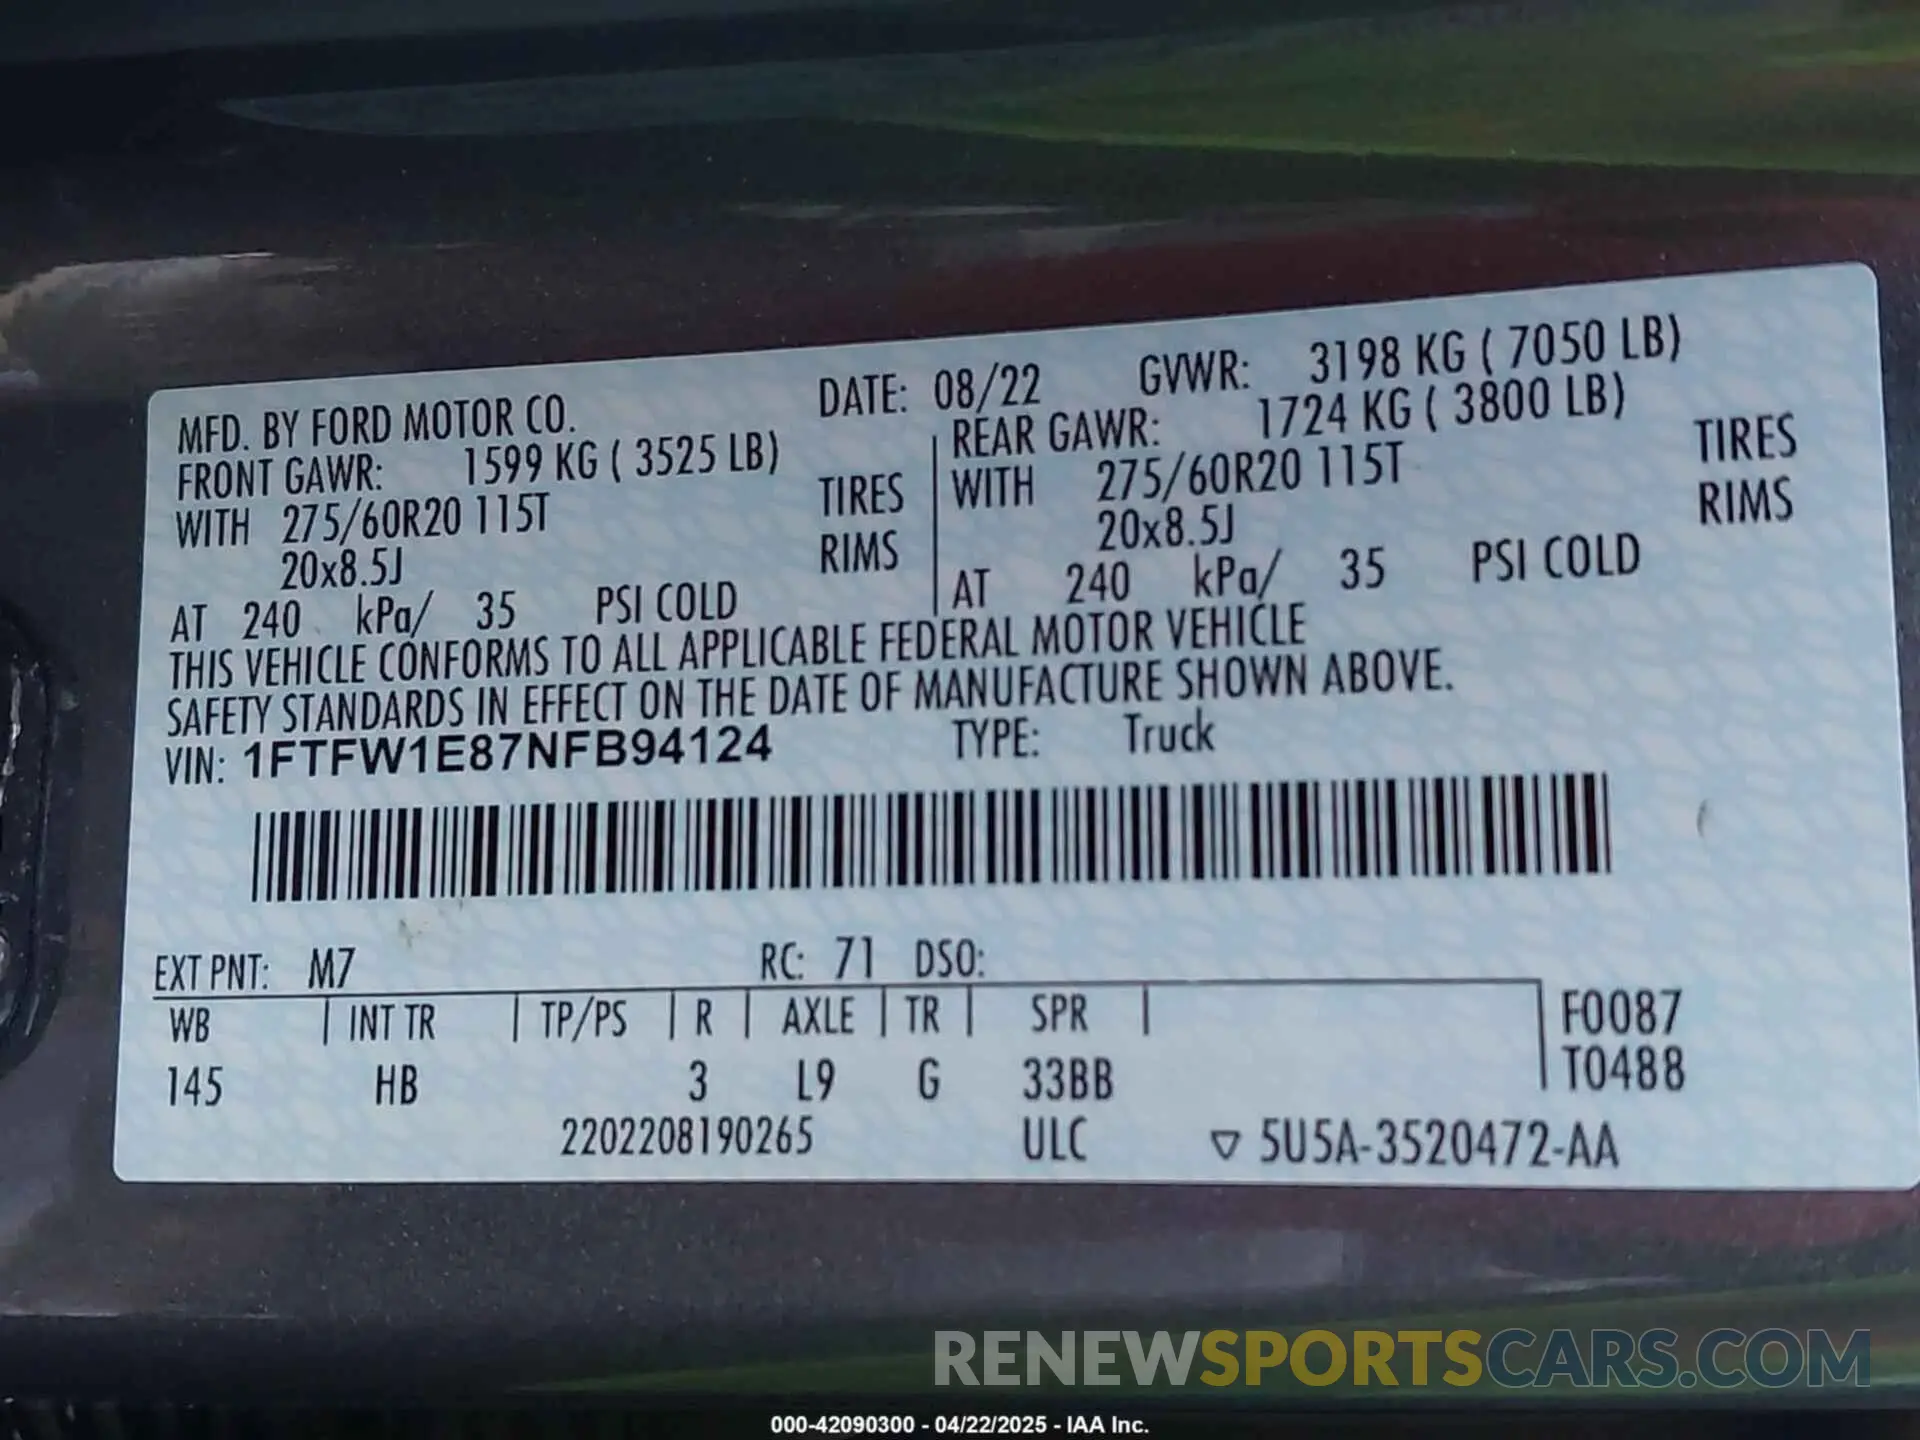 MFD. BY FORD MOTOR CO. DATE: 08/22 GVWR: 3198 KG ( 7050 LB)
FRONT GAWR: 1599 KG ( 3525 LB) REAR GAWR: 1724 KG ( 3800 LB)
WITH 275/60R20 115T TIRES WITH 275/60R20 115T TIRES
20x8.5J RIMS 20x8.5J RIMS
AT 240 kPa/ 35 PSI COLD AT 240 kPa/ 35 PSI COLD
THIS VEHICLE CONFORMS TO ALL APPLICABLE FEDERAL MOTOR VEHICLE
SAFETY STANDARDS IN EFFECT ON THE DATE OF MANUFACTURE SHOWN ABOVE.
VIN: 1FTFW1E87NFB94124 TYPE: Truck
EXT PNT: M7 RC: 71 DSO:
WB INT TR TP/PS R AXLE TR SPR F0087
145 HB 3 L9 G 33BB T0488
2202208190265 ULC ▽ 5U5A-3520472-AA
RENEWSPORTSCARS.COM
000-42090300 - 04/22/2025 - IAA Inc.